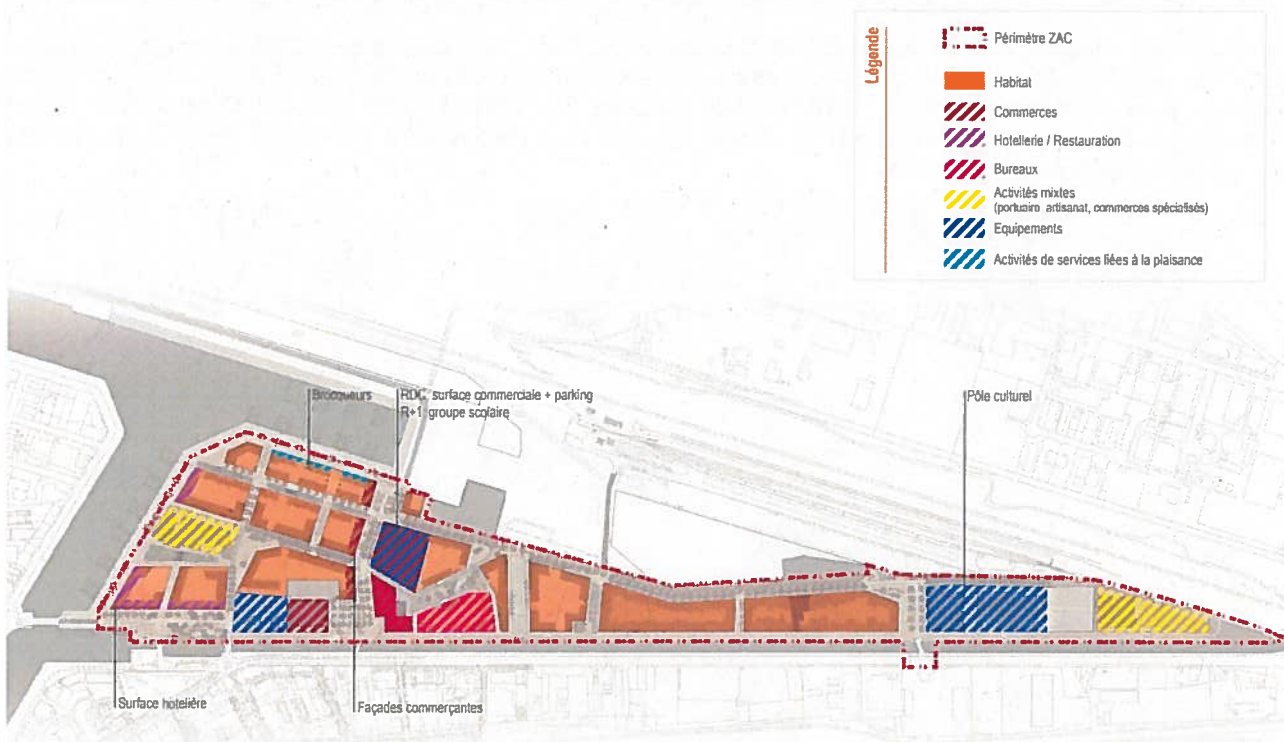 Légende
Périmètre ZAC
Habitat
Commerces
Hotellerie / Restauration
Bureaux
Activités mixtes
(portuaire artisanat, commerces spécialisés)
Equipements
Activités de services liées à la plaisance
Brocqueurs
RDC surface commerciale + parking
R+1 groupe scolaire
Pôle culturel
Surface hotelière
Façades commerçantes